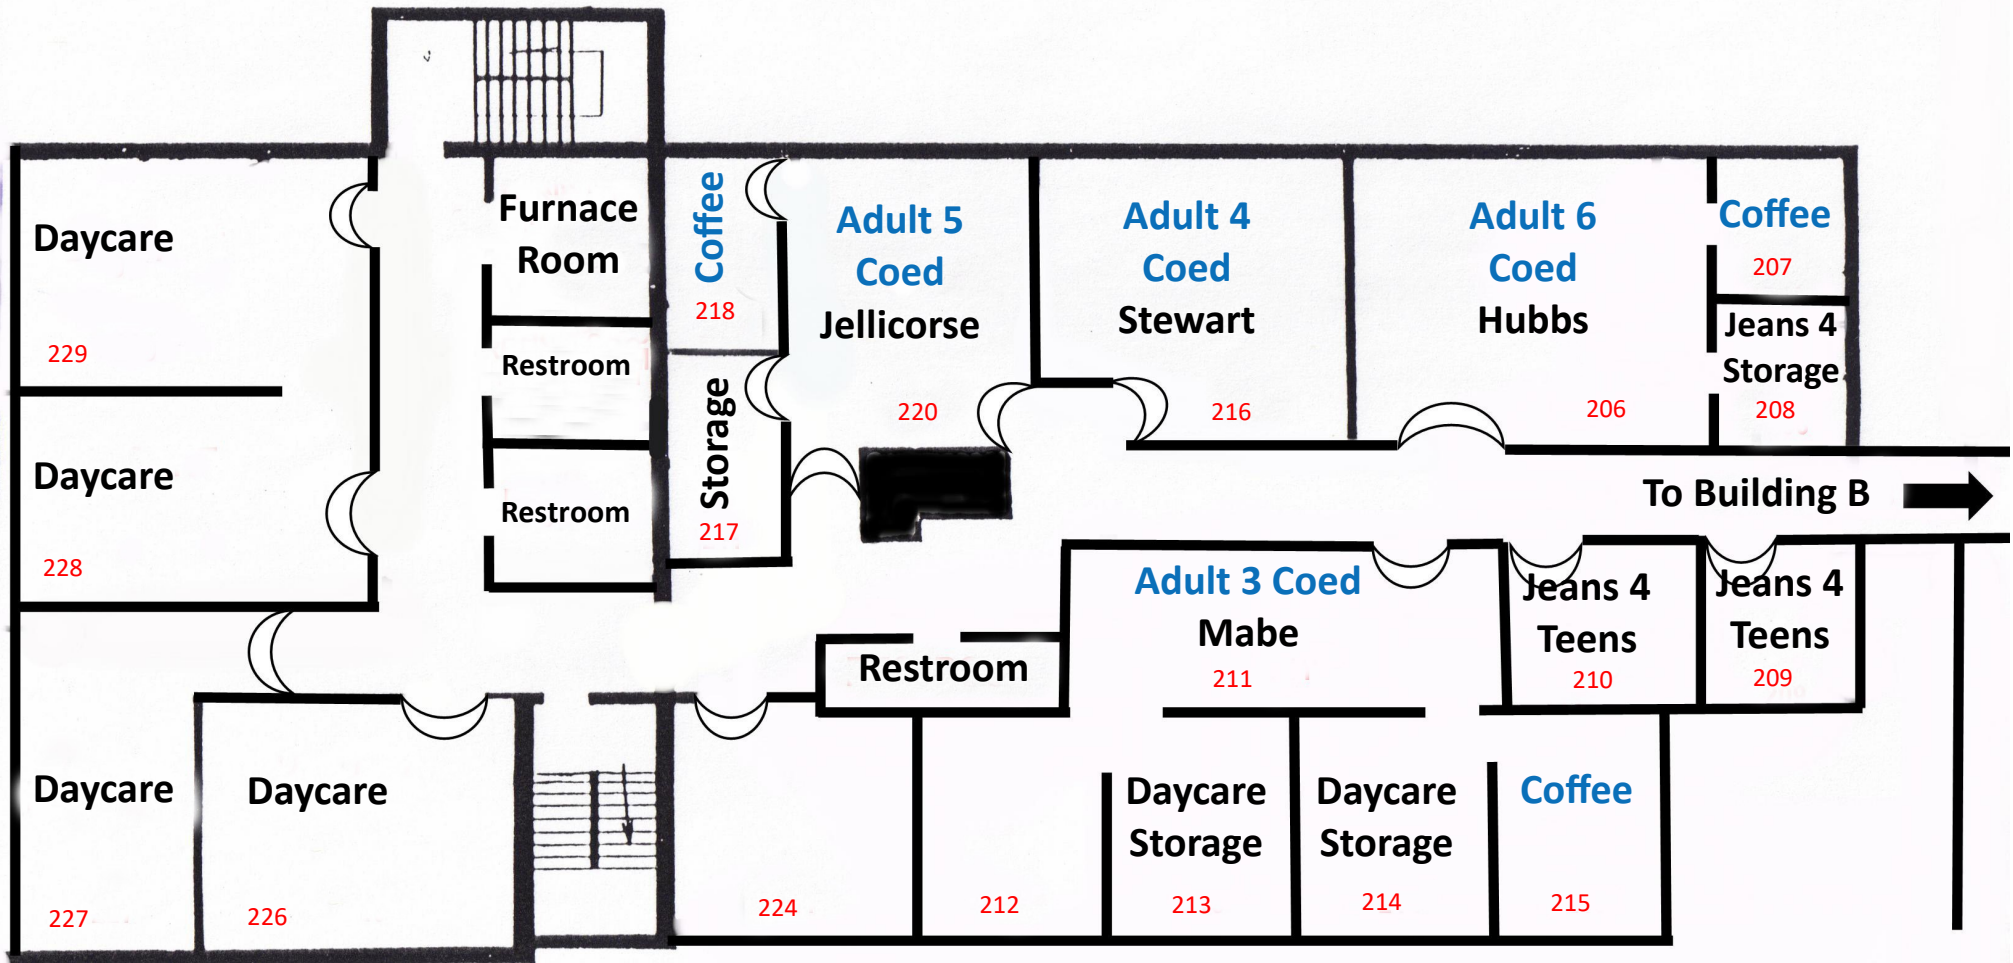 Daycare
229
Daycare
228
Daycare
227
Daycare
226
Furnace
Room
Restroom
Restroom
Coffee
218
Storage
217
Adult 5
Coed
Jellicorse
220
Adult 4
Coed
Stewart
216
Adult 6
Coed
Hubbs
206
Coffee
207
Jeans 4
Storage
208
To Building B
Adult 3 Coed
Mabe
211
Jeans 4
Teens
210
Jeans 4
Teens
209
Restroom
224
212
Daycare
Storage
213
Daycare
Storage
214
Coffee
215